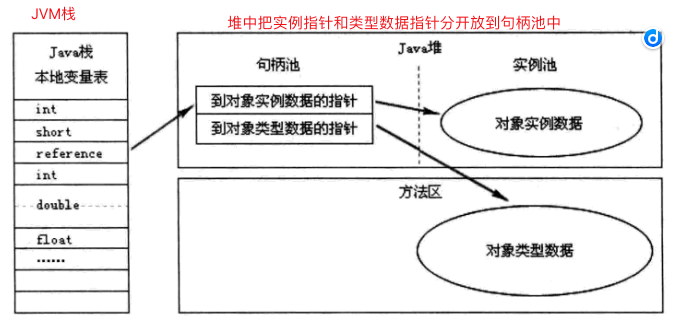 JVM栈
堆中把实例指针和类型数据指针分开放到句柄池中
Java栈
本地变量表
int
short
reference
int
double
float
……
Java堆
句柄池
实例池
到对象实例数据的指针
到对象类型数据的指针
对象实例数据
方法区
对象类型数据
d